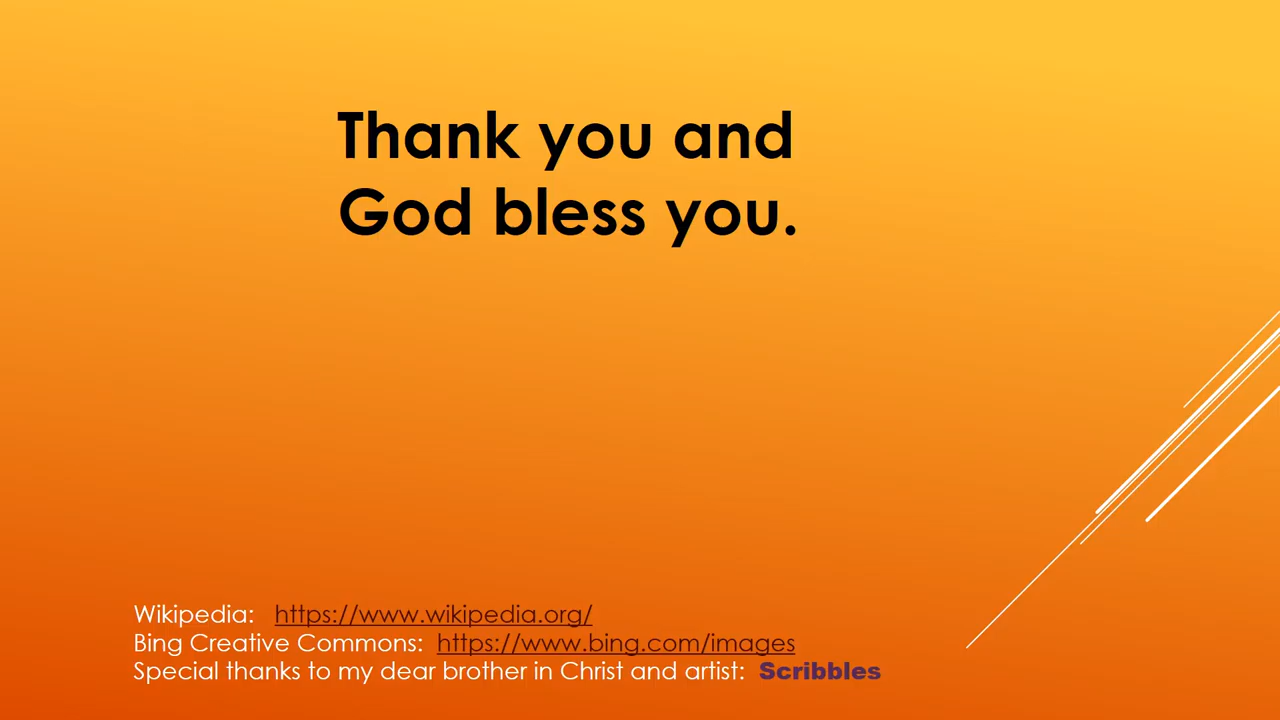 Thank you and
God bless you.
Wikipedia: https://www.wikipedia.org/
Bing Creative Commons: https://www.bing.com/images
Special thanks to my dear brother in Christ and artist: Scribbles